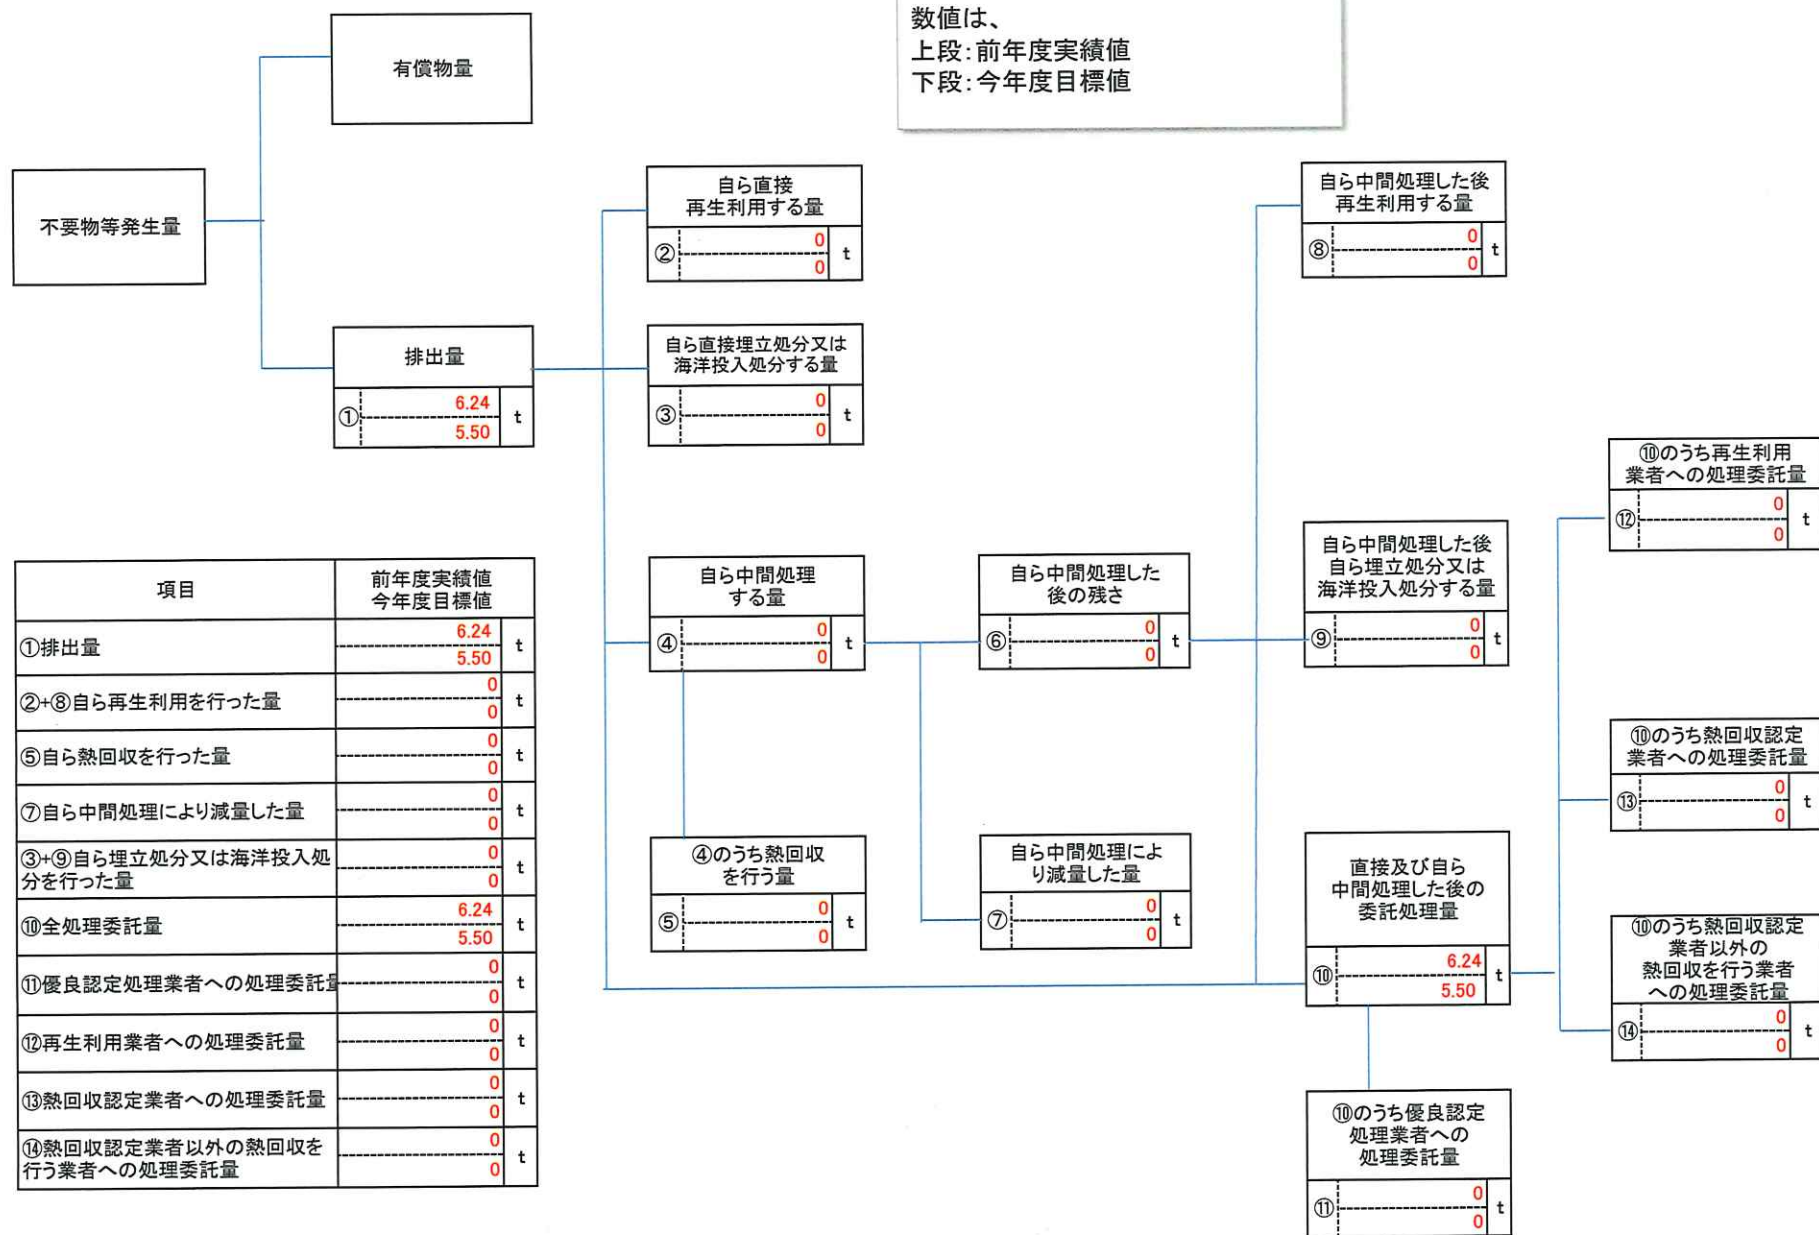 数値は、
上段:前年度実績値
下段:今年度目標値
有償物量
不要物等発生量
排出量
① 6.24 t
5.50
自ら直接
再生利用する量
② 0 t
0
自ら直接埋立処分又は
海洋投入処分する量
③ 0 t
0
自ら中間処理
する量
④ 0 t
0
④のうち熱回収
を行う量
⑤ 0 t
0
自ら中間処理した
後の残さ
⑥ 0 t
0
自ら中間処理によ
り減量した量
⑦ 0 t
0
自ら中間処理した後
再生利用する量
⑧ 0 t
0
自ら中間処理した後
自ら埋立処分又は
海洋投入処分する量
⑨ 0 t
0
直接及び自ら
中間処理した後の
委託処理量
⑩ 6.24 t
5.50
⑩のうち優良認定
処理業者への
処理委託量
⑪ 0 t
0
⑩のうち再生利用
業者への処理委託量
⑫ 0 t
0
⑩のうち熱回収認定
業者への処理委託量
⑬ 0 t
0
⑩のうち熱回収認定
業者以外の
熱回収を行う業者
への処理委託量
⑭ 0 t
0
項目 前年度実績値
今年度目標値
①排出量 6.24 t
5.50
②+⑧自ら再生利用を行った量 0 t
0
⑤自ら熱回収を行った量 0 t
0
⑦自ら中間処理により減量した量 0 t
0
③+⑨自ら埋立処分又は海洋投入処 0 t
分を行った量 0
⑩全処理委託量 6.24 t
5.50
⑪優良認定処理業者への処理委託量 0 t
0
⑫再生利用業者への処理委託量 0 t
0
⑬熱回収認定業者への処理委託量 0 t
0
⑭熱回収認定業者以外の熱回収を 0 t
行う業者への処理委託量 0